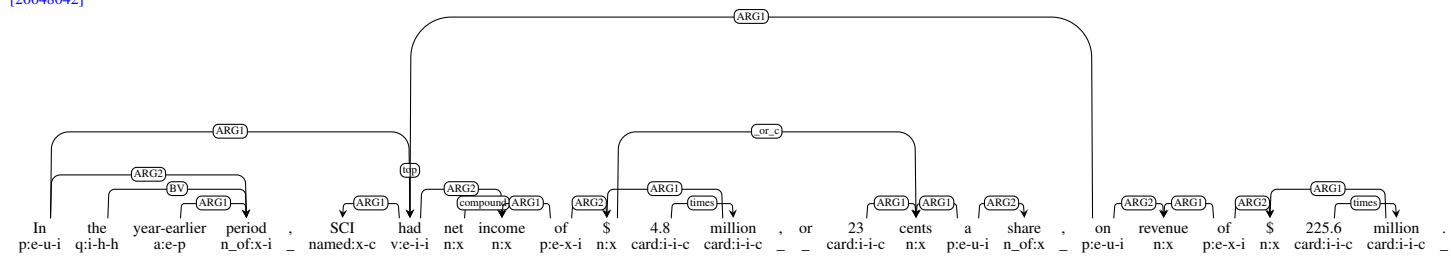 ARG1
ARG1 _or_c
top
ARG2 ARG2 ARG1 ARG1
BV compound
ARG1 ARG1 ARG1 ARG2 times ARG1 ARG1 ARG2 ARG2 ARG1 ARG2 times
In the year-earlier period , SCI had net income of $ 4.8 million , or 23 cents a share , on revenue of $ 225.6 million .
p:e-u-i q:i-h-h a:e-p n_of:x-i _ named:x-c v:e-i-i n:x n:x p:e-x-i n:x card:i-i-c card:i-i-c _ _ card:i-i-c n:x p:e-u-i n_of:x _ p:e-u-i n:x p:e-x-i n:x card:i-i-c card:i-i-c _